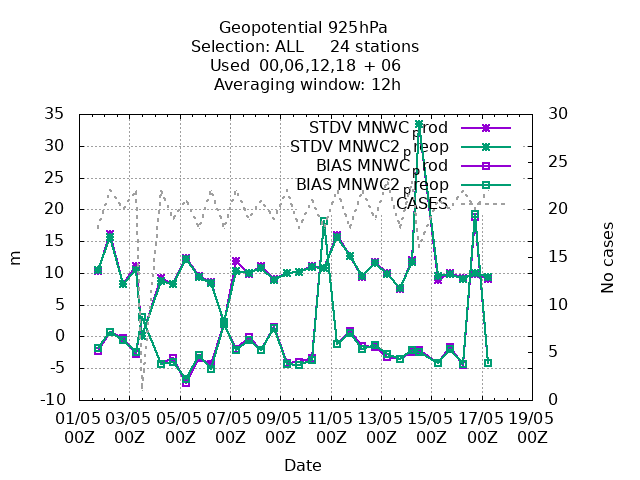 Geopotential 925hPa
Selection: ALL     24 stations
Used 00,06,12,18 + 06
Averaging window: 12h
STDV MNWC_prod
STDV MNWC2_preop
BIAS MNWC_prod
BIAS MNWC2_preop
CASES
35
30
25
20
15
10
5
0
-5
-10
m
30
25
20
15
10
5
0
No cases
01/05 03/05 05/05 07/05 09/05 11/05 13/05 15/05 17/05 19/05
00Z 00Z 00Z 00Z 00Z 00Z 00Z 00Z 00Z 00Z
Date